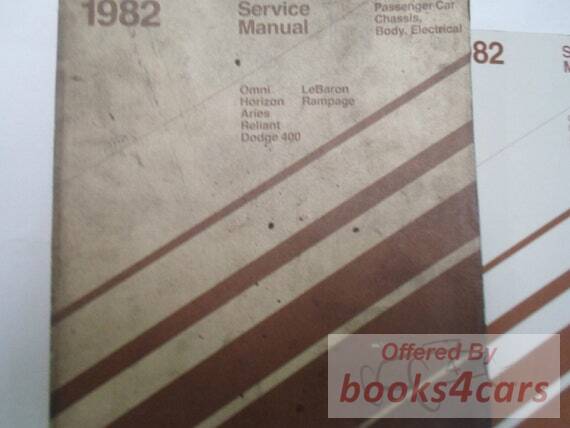 1982
Service
Manual
Passenger Car
Chassis,
Body, Electrical
Omni
Horizon
Aries
Reliant
Dodge 400
LeBaron
Rampage
82
S
M
Offered By
books4cars